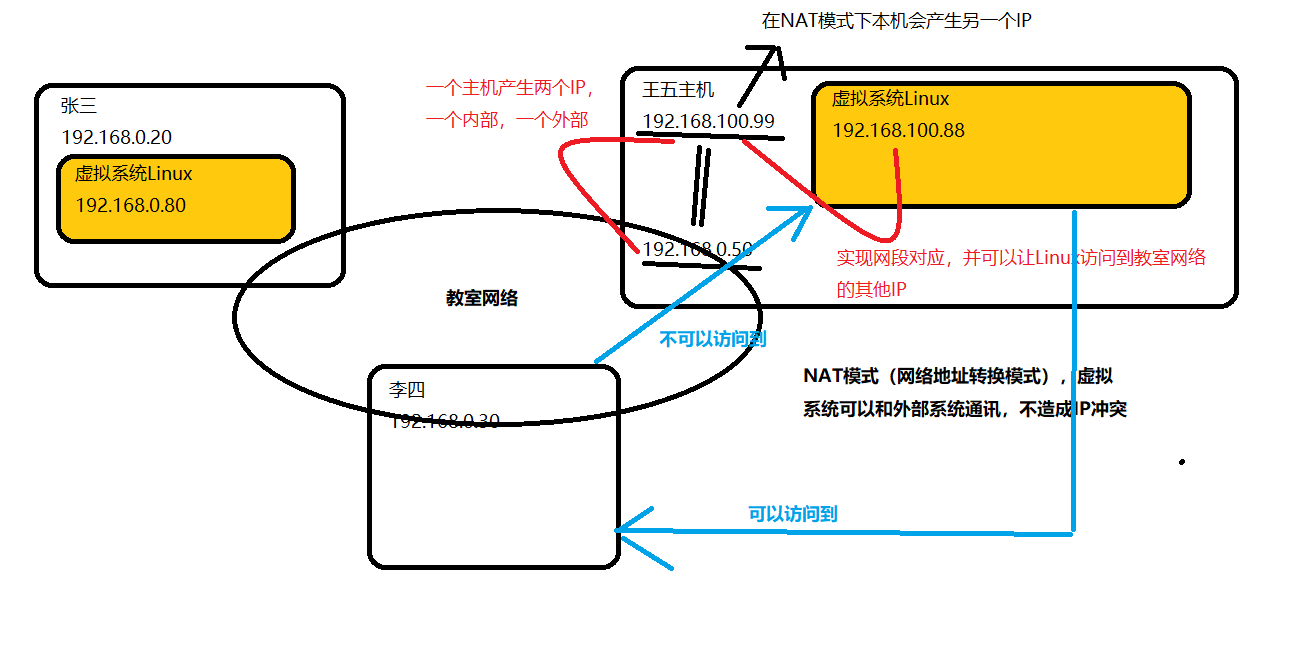 在NAT模式下本机会产生另一个IP
一个主机产生两个IP，
一个内部，一个外部
张三
192.168.0.20
虚拟系统Linux
192.168.0.80
王五主机
192.168.100.99
192.168.0.50
虚拟系统Linux
192.168.100.88
实现网段对应，并可以让Linux访问到教室网络
的其他IP
教室网络
不可以访问到
李四
192.168.0.30
NAT模式（网络地址转换模式），虚拟
系统可以和外部系统通讯，不造成IP冲突
可以访问到